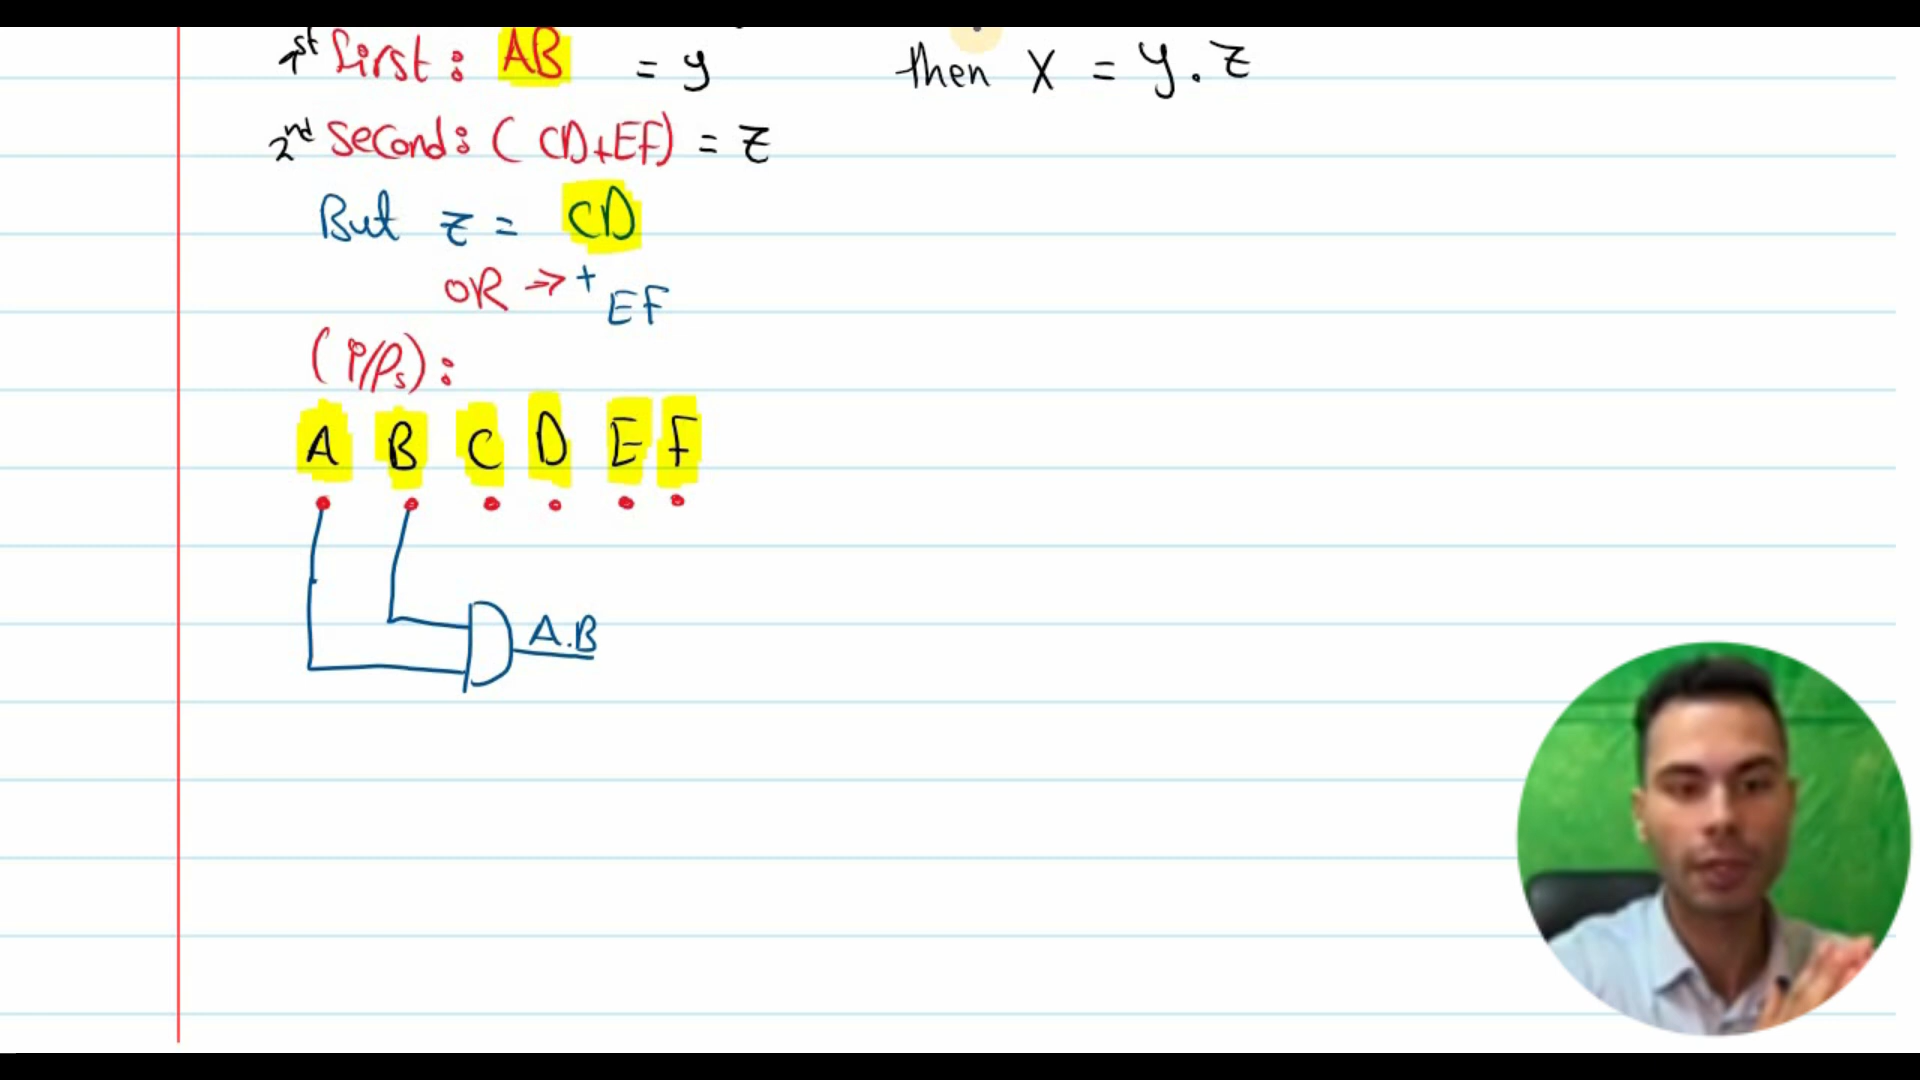 1st first: AB = y then X = y . z
2nd Second: (CD+EF) = z
But z = CD
OR ->> + EF
(i/Ps):
A B C D E F
A.B